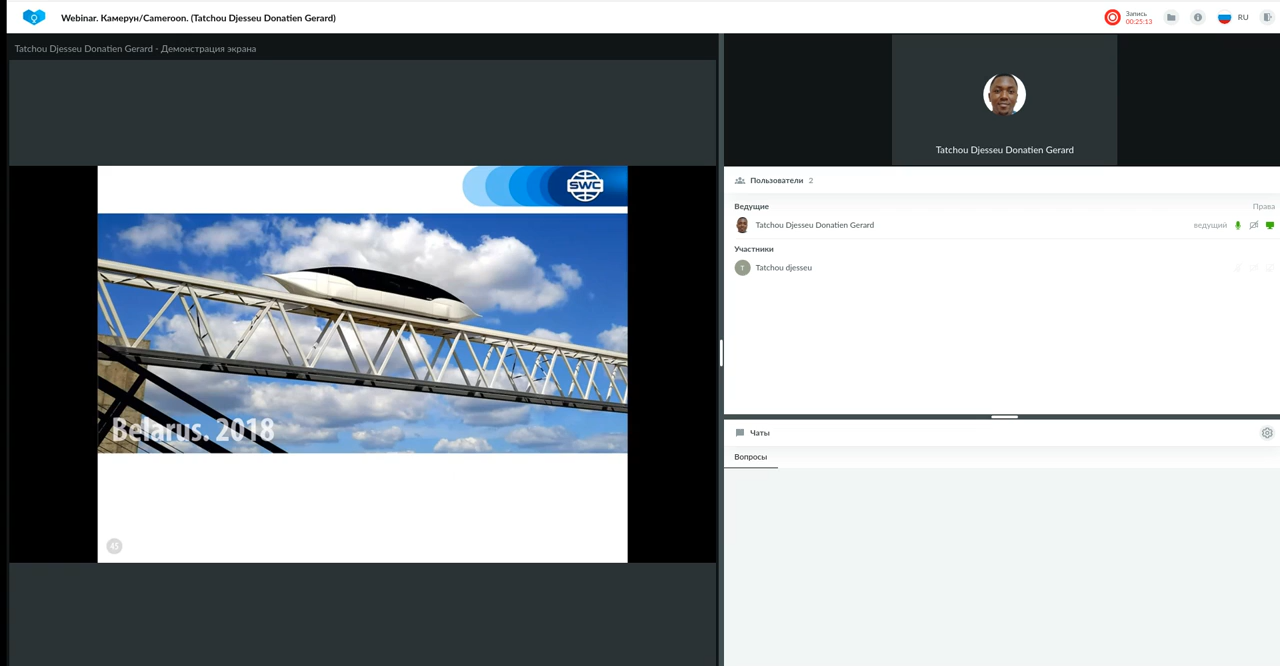 Webinar. Камерун/Cameroon. (Tatchou Djesseu Donatien Gerard)
Запись
00:25:13
RU
Tatchou Djesseu Donatien Gerard - Демонстрация экрана
SWC
Belarus. 2018
45
Tatchou Djesseu Donatien Gerard
Пользователи 2
Ведущие Права
Tatchou Djesseu Donatien Gerard ведущий
Участники
T Tatchou djesseu
Чаты
Вопросы